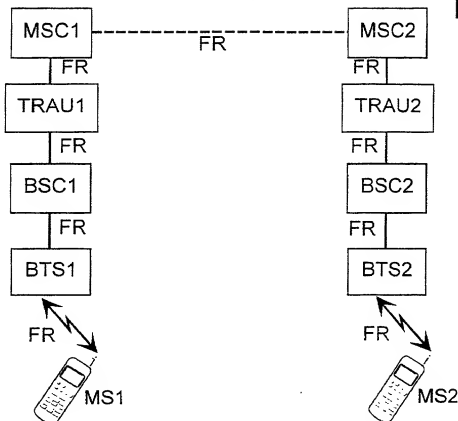 MSC1 MSC2
FR
FR FR
TRAU1 TRAU2
FR FR
BSC1 BSC2
FR FR
BTS1 BTS2
FR FR
MS1 MS2